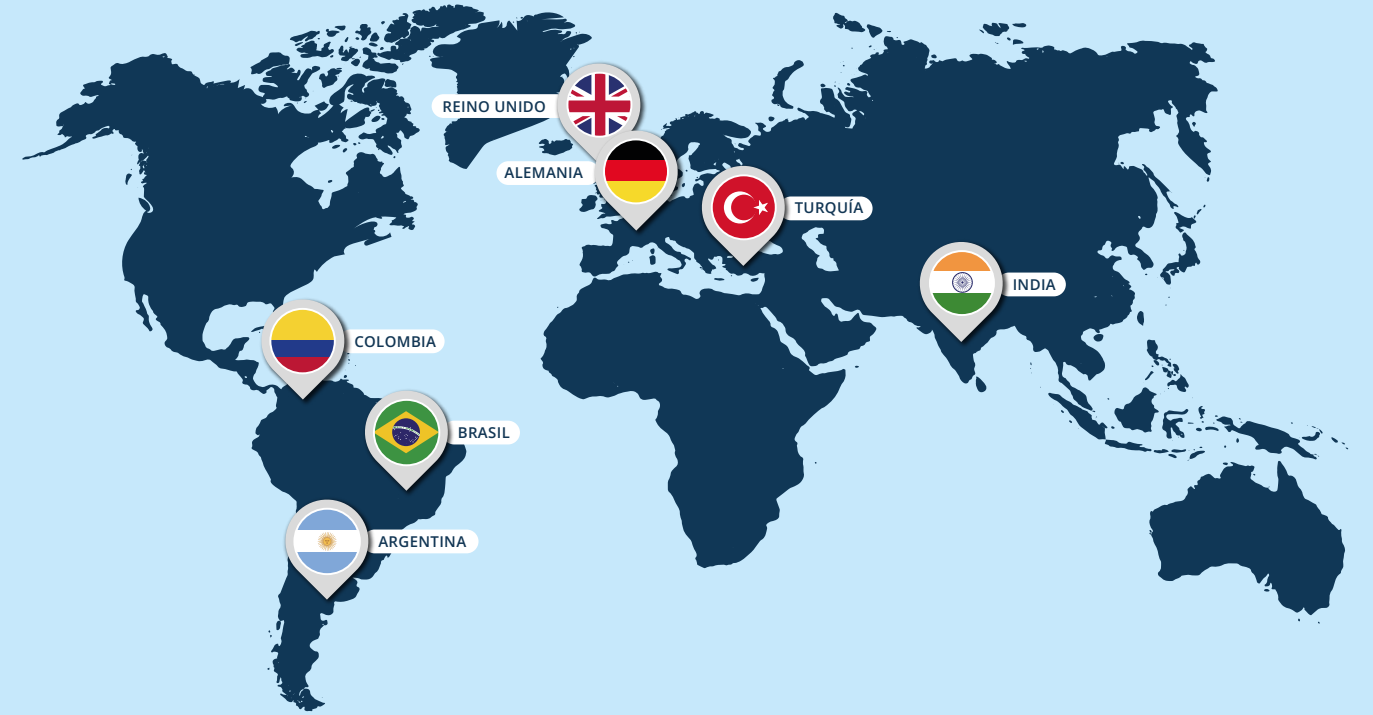 REINO UNIDO
ALEMANIA
TURQUÍA
INDIA
COLOMBIA
BRASIL
ARGENTINA